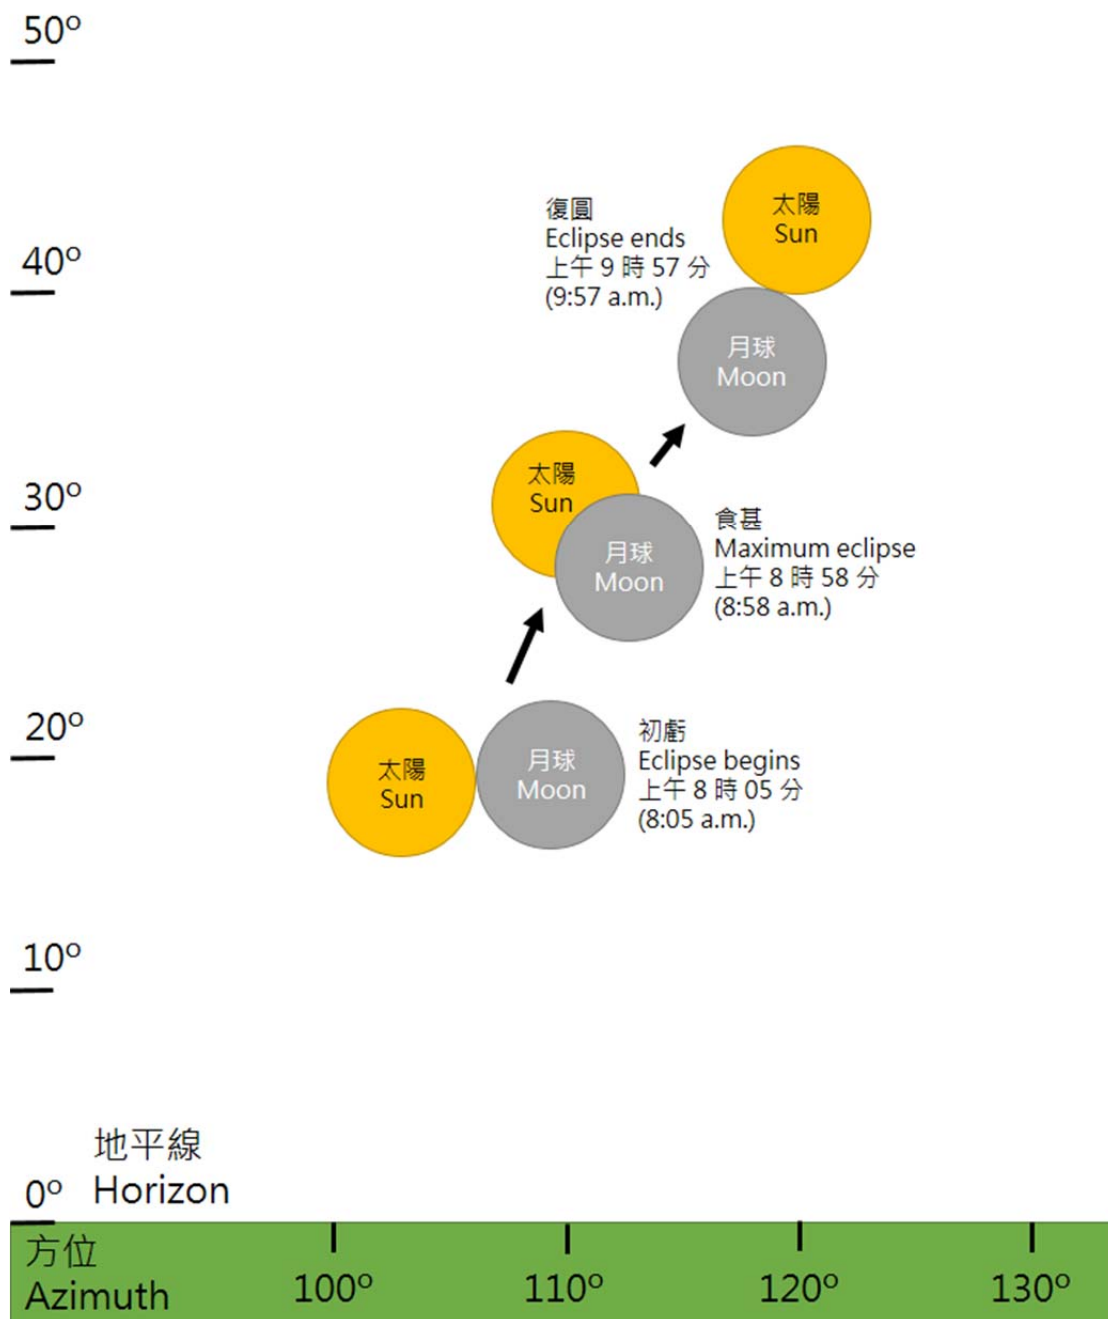 50°
太陽
Sun
復圓
Eclipse ends
上午 9 時 57 分
(9:57 a.m.)
40°
月球
Moon
太陽
Sun
30°
月球
Moon
食甚
Maximum eclipse
上午 8 時 58 分
(8:58 a.m.)
20°
太陽
Sun
月球
Moon
初虧
Eclipse begins
上午 8 時 05 分
(8:05 a.m.)
10°
地平線
Horizon
0°
方位
Azimuth
100° 110° 120° 130°